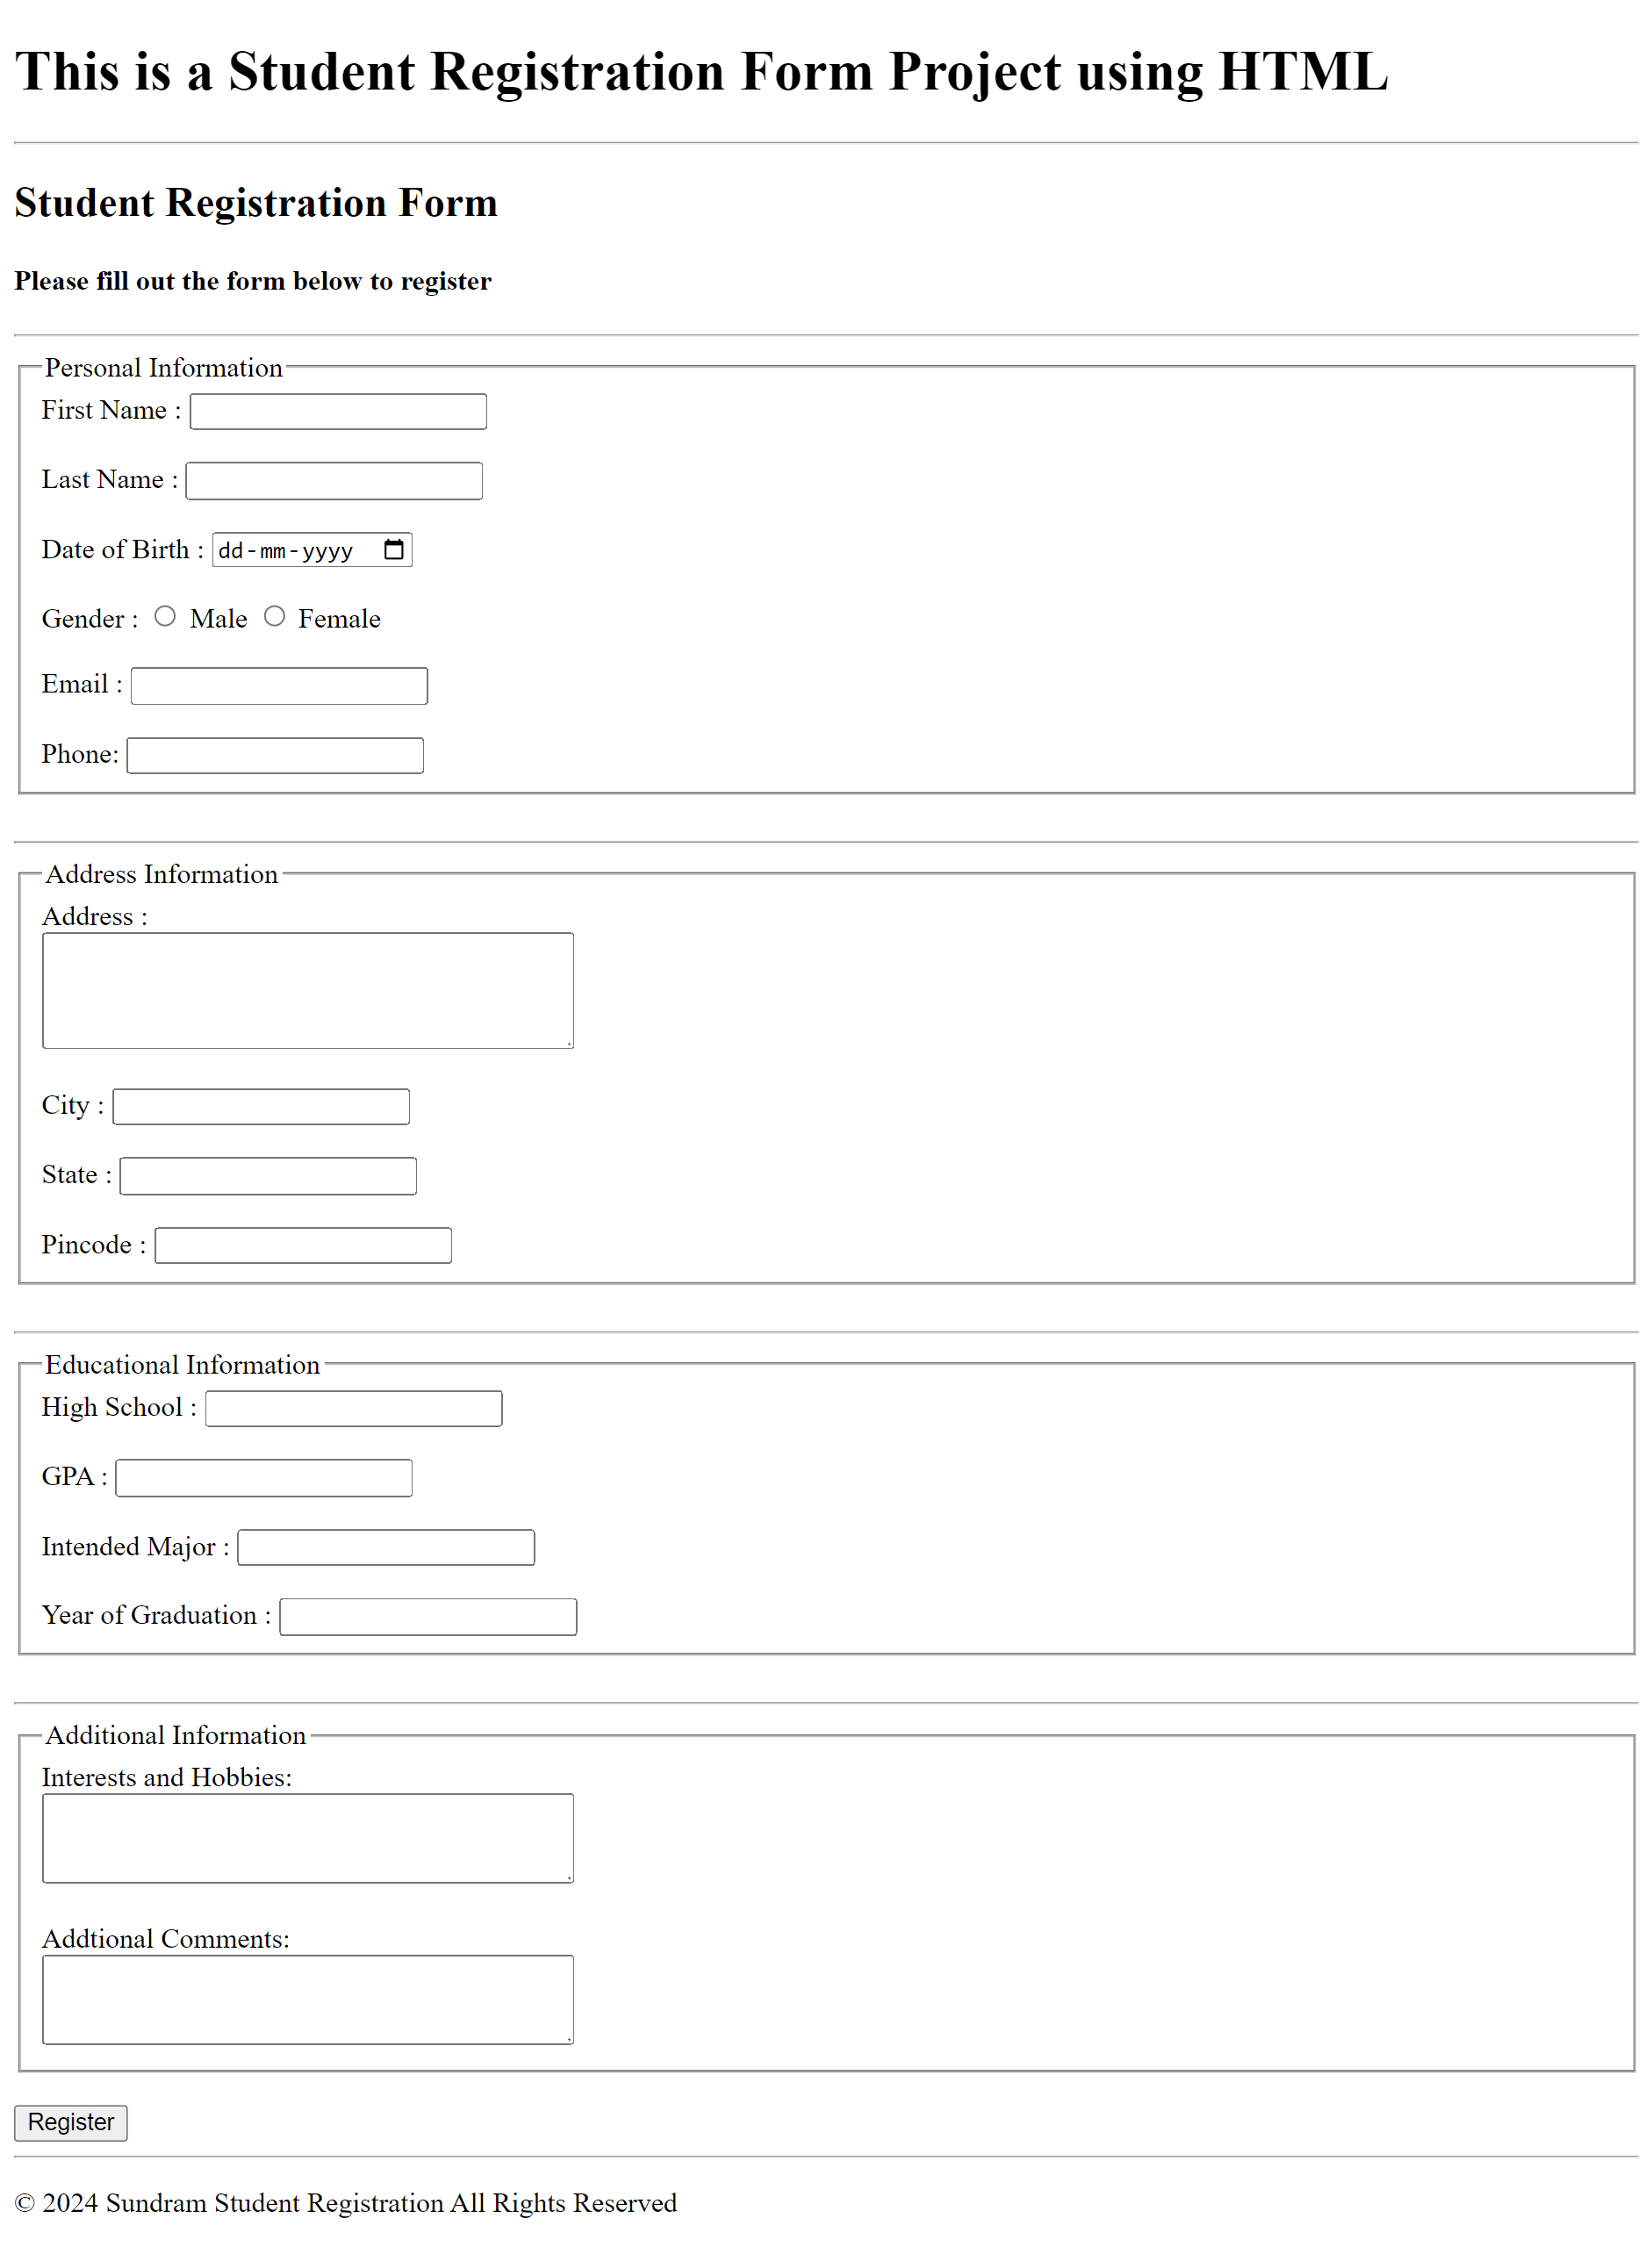 This is a Student Registration Form Project using HTML
Student Registration Form
Please fill out the form below to register
Personal Information
First Name :
Last Name :
Date of Birth : dd-mm-yyyy
Gender : Male Female
Email :
Phone:
Address Information
Address :
City :
State :
Pincode :
Educational Information
High School :
GPA :
Intended Major :
Year of Graduation :
Additional Information
Interests and Hobbies:
Addtional Comments:
Register
© 2024 Sundram Student Registration All Rights Reserved